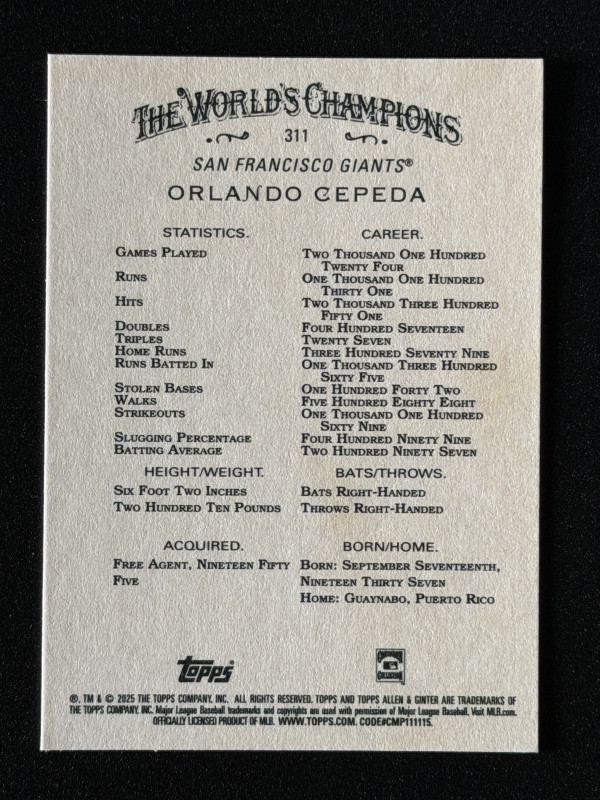 THE WORLD'S CHAMPIONS
311
SAN FRANCISCO GIANTS®
ORLANDO CEPEDA
STATISTICS. CAREER.
GAMES PLAYED TWO THOUSAND ONE HUNDRED
TWENTY FOUR
RUNS ONE THOUSAND ONE HUNDRED
THIRTY ONE
HITS TWO THOUSAND THREE HUNDRED
FIFTY ONE
DOUBLES FOUR HUNDRED SEVENTEEN
TRIPLES TWENTY SEVEN
HOME RUNS THREE HUNDRED SEVENTY NINE
RUNS BATTED IN ONE THOUSAND THREE HUNDRED
SIXTY FIVE
STOLEN BASES ONE HUNDRED FORTY TWO
WALKS FIVE HUNDRED EIGHTY EIGHT
STRIKEOUTS ONE THOUSAND ONE HUNDRED
SIXTY NINE
SLUGGING PERCENTAGE FOUR HUNDRED NINETY NINE
BATTING AVERAGE TWO HUNDRED NINETY SEVEN
HEIGHT/WEIGHT. BATS/THROWS.
SIX FOOT TWO INCHES BATS RIGHT-HANDED
TWO HUNDRED TEN POUNDS THROWS RIGHT-HANDED
ACQUIRED. BORN/HOME.
FREE AGENT, NINETEEN FIFTY BORN: SEPTEMBER SEVENTEENTH,
FIVE NINETEEN THIRTY SEVEN
HOME: GUAYNABO, PUERTO RICO
topps
®, TM & © 2025 THE TOPPS COMPANY, INC. ALL RIGHTS RESERVED. TOPPS AND TOPPS ALLEN & GINTER ARE TRADEMARKS OF
THE TOPPS COMPANY, INC. Major League Baseball trademarks and copyrights are used with permission of Major League Baseball. Visit MLB.com.
OFFICIALLY LICENSED PRODUCT OF MLB. WWW.TOPPS.COM. CODE#CMP111115.